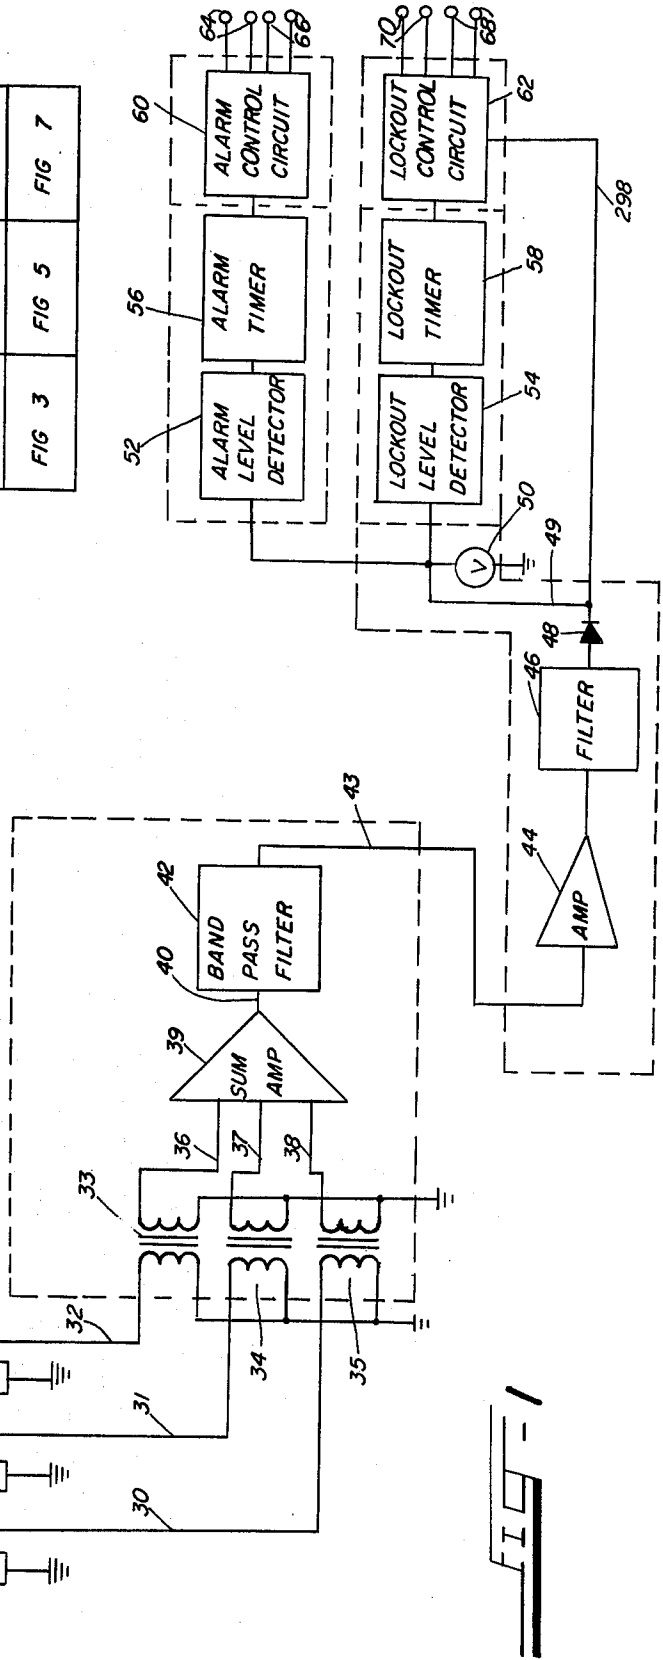 FIG 3
FIG 5
FIG 7
30
31
32
33
34
35
36
37
38
39
SUM
AMP
40
42
BAND
PASS
FILTER
43
44
AMP
46
FILTER
48
49
50
V
52
ALARM
LEVEL
DETECTOR
56
ALARM
TIMER
60
ALARM
CONTROL
CIRCUIT
64
66
54
LOCKOUT
LEVEL
DETECTOR
58
LOCKOUT
TIMER
62
LOCKOUT
CONTROL
CIRCUIT
70
68
298
FIG-1